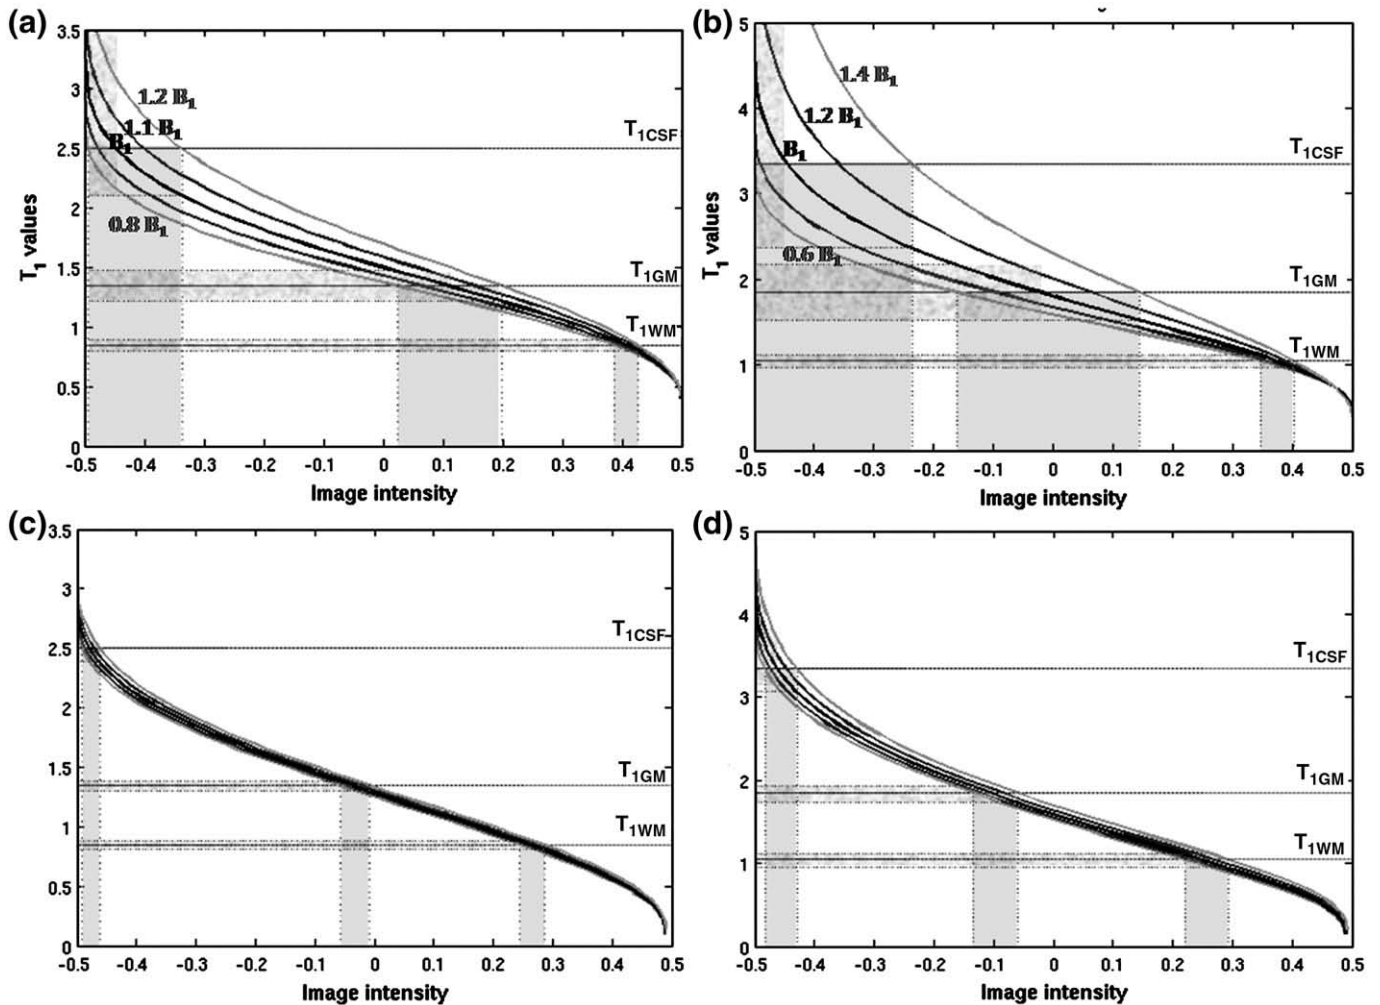 (a)
3.5
3
2.5
2
1.5
1
0.5
0
T1 values
1.2 B1
1.1 B1
B1
0.8 B1
T1CSF
T1GM
T1WM
-0.5 -0.4 -0.3 -0.2 -0.1 0 0.1 0.2 0.3 0.4 0.5
Image intensity
(b)
5
4
3
2
1
0
T1 values
1.4 B1
1.2 B1
B1
0.6 B1
T1CSF
T1GM
T1WM
-0.5 -0.4 -0.3 -0.2 -0.1 0 0.1 0.2 0.3 0.4 0.5
Image intensity
(c)
3.5
3
2.5
2
1.5
1
0.5
0
T1CSF
T1GM
T1WM
-0.5 -0.4 -0.3 -0.2 -0.1 0 0.1 0.2 0.3 0.4 0.5
Image intensity
(d)
5
4
3
2
1
0
T1CSF
T1GM
T1WM
-0.5 -0.4 -0.3 -0.2 -0.1 0 0.1 0.2 0.3 0.4 0.5
Image intensity